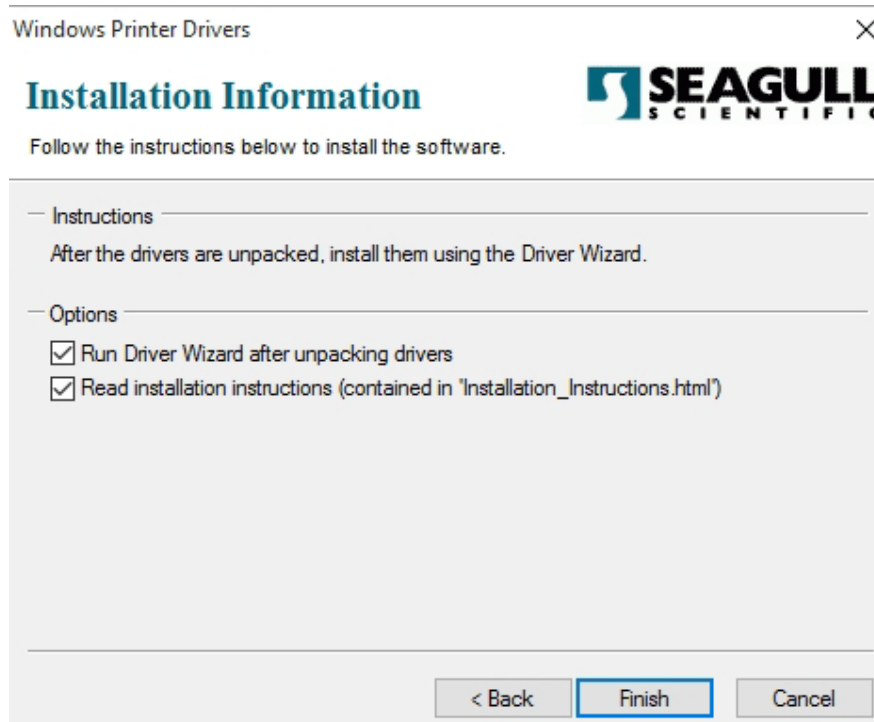 Windows Printer Drivers
Installation Information
SEAGULL
SCIENTIFIC
Follow the instructions below to install the software.
Instructions
After the drivers are unpacked, install them using the Driver Wizard.
Options
Run Driver Wizard after unpacking drivers
Read installation instructions (contained in 'Installation_Instructions.html')
< Back Finish Cancel